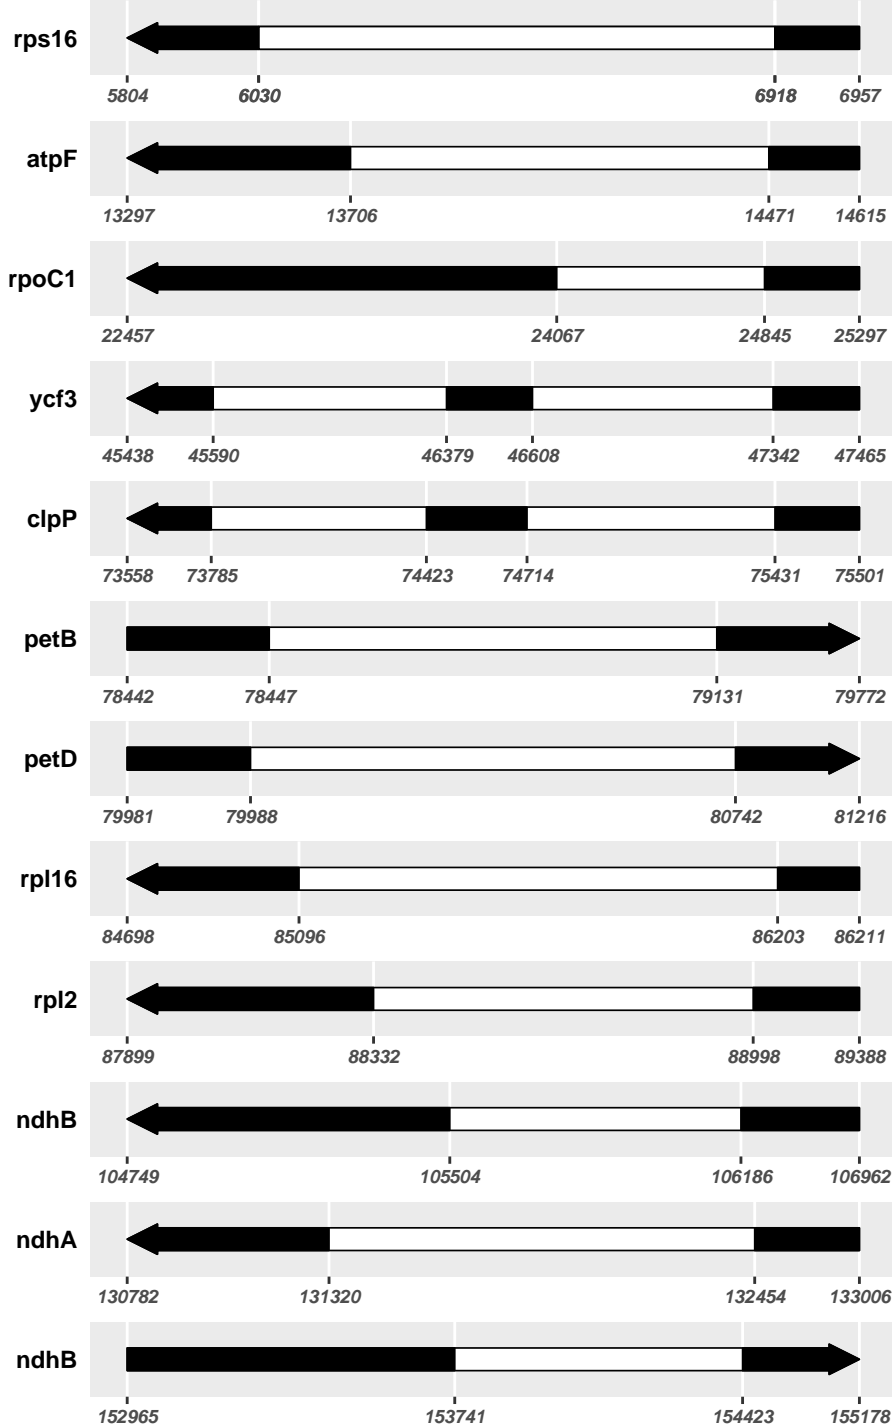 rps16
5804 6030 6918 6957
atpF
13297 13706 14471 14615
rpoC1
22457 24067 24845 25297
ycf3
45438 45590 46379 46608 47342 47465
clpP
73558 73785 74423 74714 75431 75501
petB
78442 78447 79131 79772
petD
79981 79988 80742 81216
rpl16
84698 85096 86203 86211
rpl2
87899 88332 88998 89388
ndhB
104749 105504 106186 106962
ndhA
130782 131320 132454 133006
ndhB
152965 153741 154423 155178